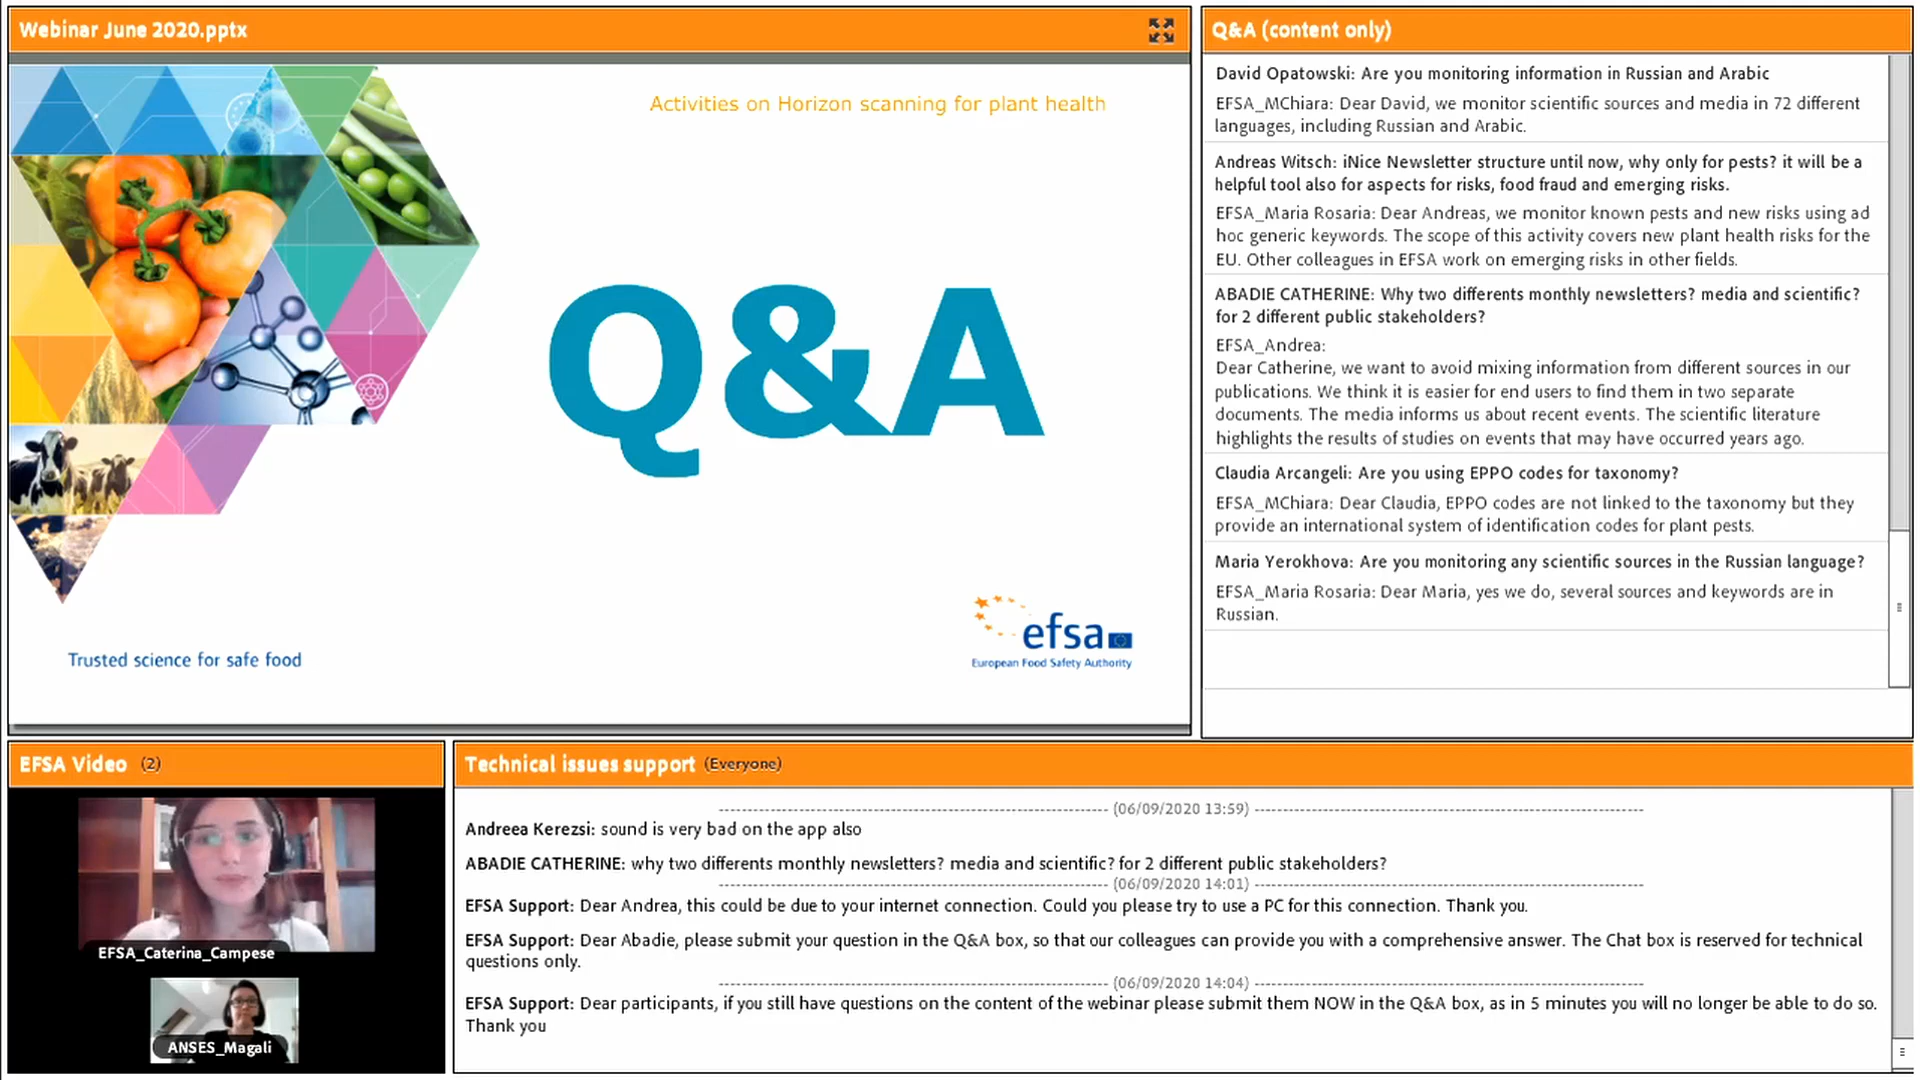 Webinar June 2020.pptx
Activities on Horizon scanning for plant health
Q&A
Trusted science for safe food
efsa
European Food Safety Authority
Q&A (content only)
David Opatowski: Are you monitoring information in Russian and Arabic
EFSA_MChiara: Dear David, we monitor scientific sources and media in 72 different
languages, including Russian and Arabic.
Andreas Witsch: iNice Newsletter structure until now, why only for pests? it will be a
helpful tool also for aspects for risks, food fraud and emerging risks.
EFSA_Maria Rosaria: Dear Andreas, we monitor known pests and new risks using ad
hoc generic keywords. The scope of this activity covers new plant health risks for the
EU. Other colleagues in EFSA work on emerging risks in other fields.
ABADIE CATHERINE: Why two differents monthly newsletters? media and scientific?
for 2 different public stakeholders?
EFSA_Andrea:
Dear Catherine, we want to avoid mixing information from different sources in our
publications. We think it is easier for end users to find them in two separate
documents. The media informs us about recent events. The scientific literature
highlights the results of studies on events that may have occurred years ago.
Claudia Arcangeli: Are you using EPPO codes for taxonomy?
EFSA_MChiara: Dear Claudia, EPPO codes are not linked to the taxonomy but they
provide an international system of identification codes for plant pests.
Maria Yerokhova: Are you monitoring any scientific sources in the Russian language?
EFSA_Maria Rosaria: Dear Maria, yes we do, several sources and keywords are in
Russian.
EFSA Video (2)
EFSA_Caterina_Campese
ANSES_Magali
Technical issues support (Everyone)
(06/09/2020 13:59)
Andreea Kerezsi: sound is very bad on the app also
ABADIE CATHERINE: why two differents monthly newsletters? media and scientific? for 2 different public stakeholders?
(06/09/2020 14:01)
EFSA Support: Dear Andrea, this could be due to your internet connection. Could you please try to use a PC for this connection. Thank you.
EFSA Support: Dear Abadie, please submit your question in the Q&A box, so that our colleagues can provide you with a comprehensive answer. The Chat box is reserved for technical
questions only.
(06/09/2020 14:04)
EFSA Support: Dear participants, if you still have questions on the content of the webinar please submit them NOW in the Q&A box, as in 5 minutes you will no longer be able to do so.
Thank you